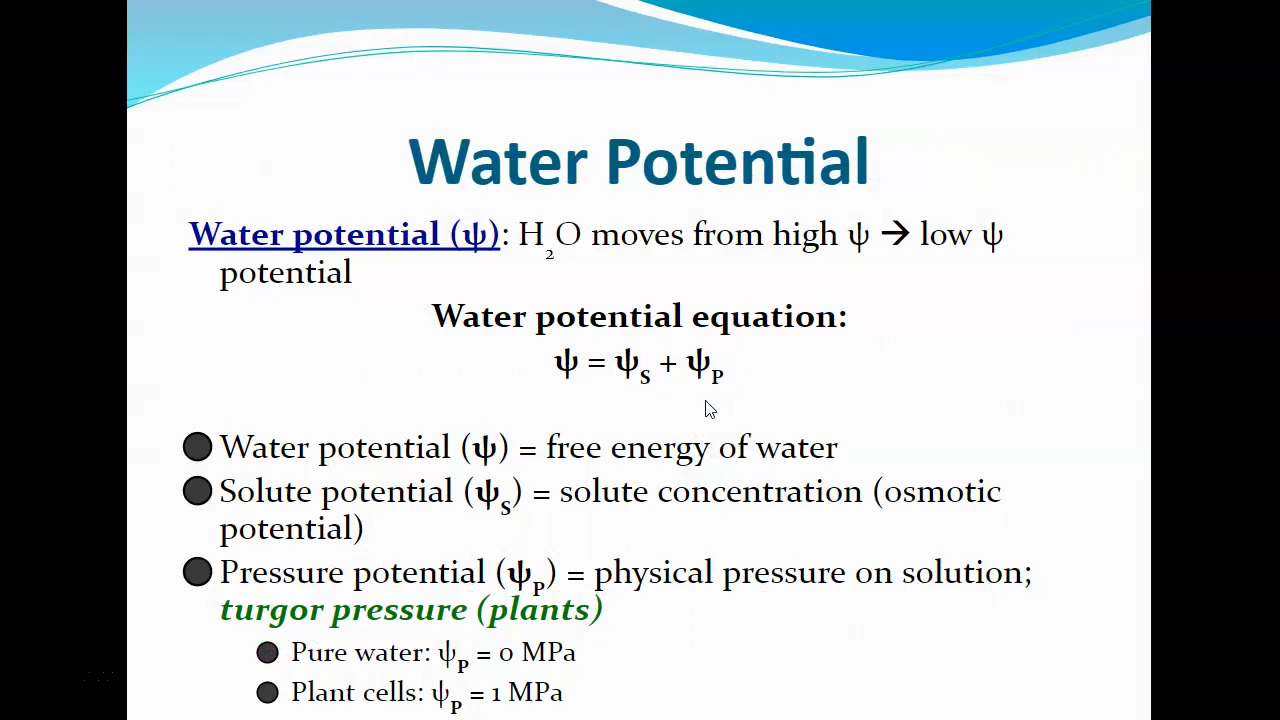 Water Potential
Water potential (ψ): H₂O moves from high ψ → low ψ
potential
Water potential equation:
ψ = ψS + ψP
● Water potential (ψ) = free energy of water
● Solute potential (ψS) = solute concentration (osmotic
potential)
● Pressure potential (ψP) = physical pressure on solution;
turgor pressure (plants)
● Pure water: ψP = 0 MPa
● Plant cells: ψP = 1 MPa